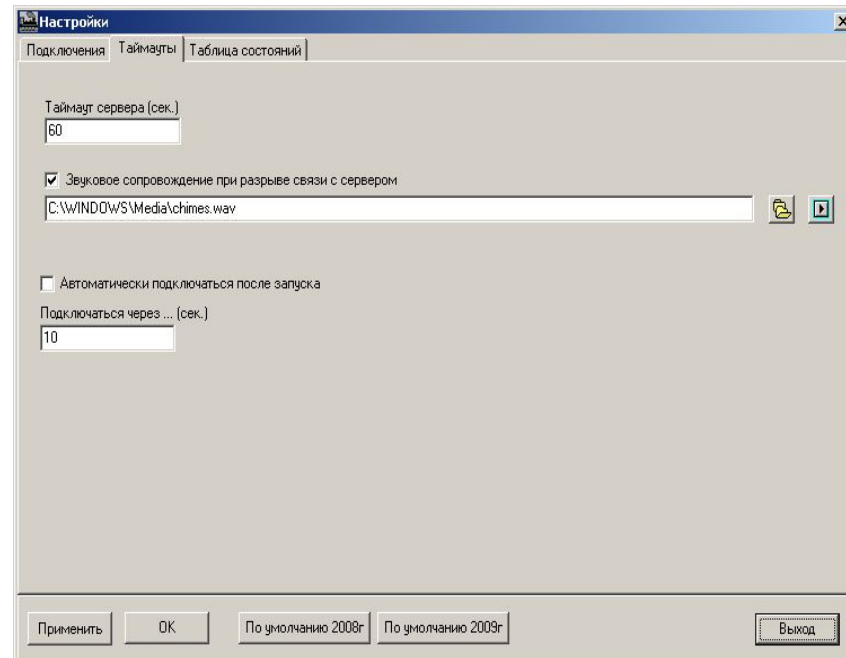 Настройки
Подключения Таймауты Таблица состояний
Таймаут сервера (сек.)
60
Звуковое сопровождение при разрыве связи с сервером
C:\WINDOWS\Media\chimes.wav
Автоматически подключаться после запуска
Подключаться через ... (сек.)
10
Применить OK По умолчанию 2008г По умолчанию 2009г Выход